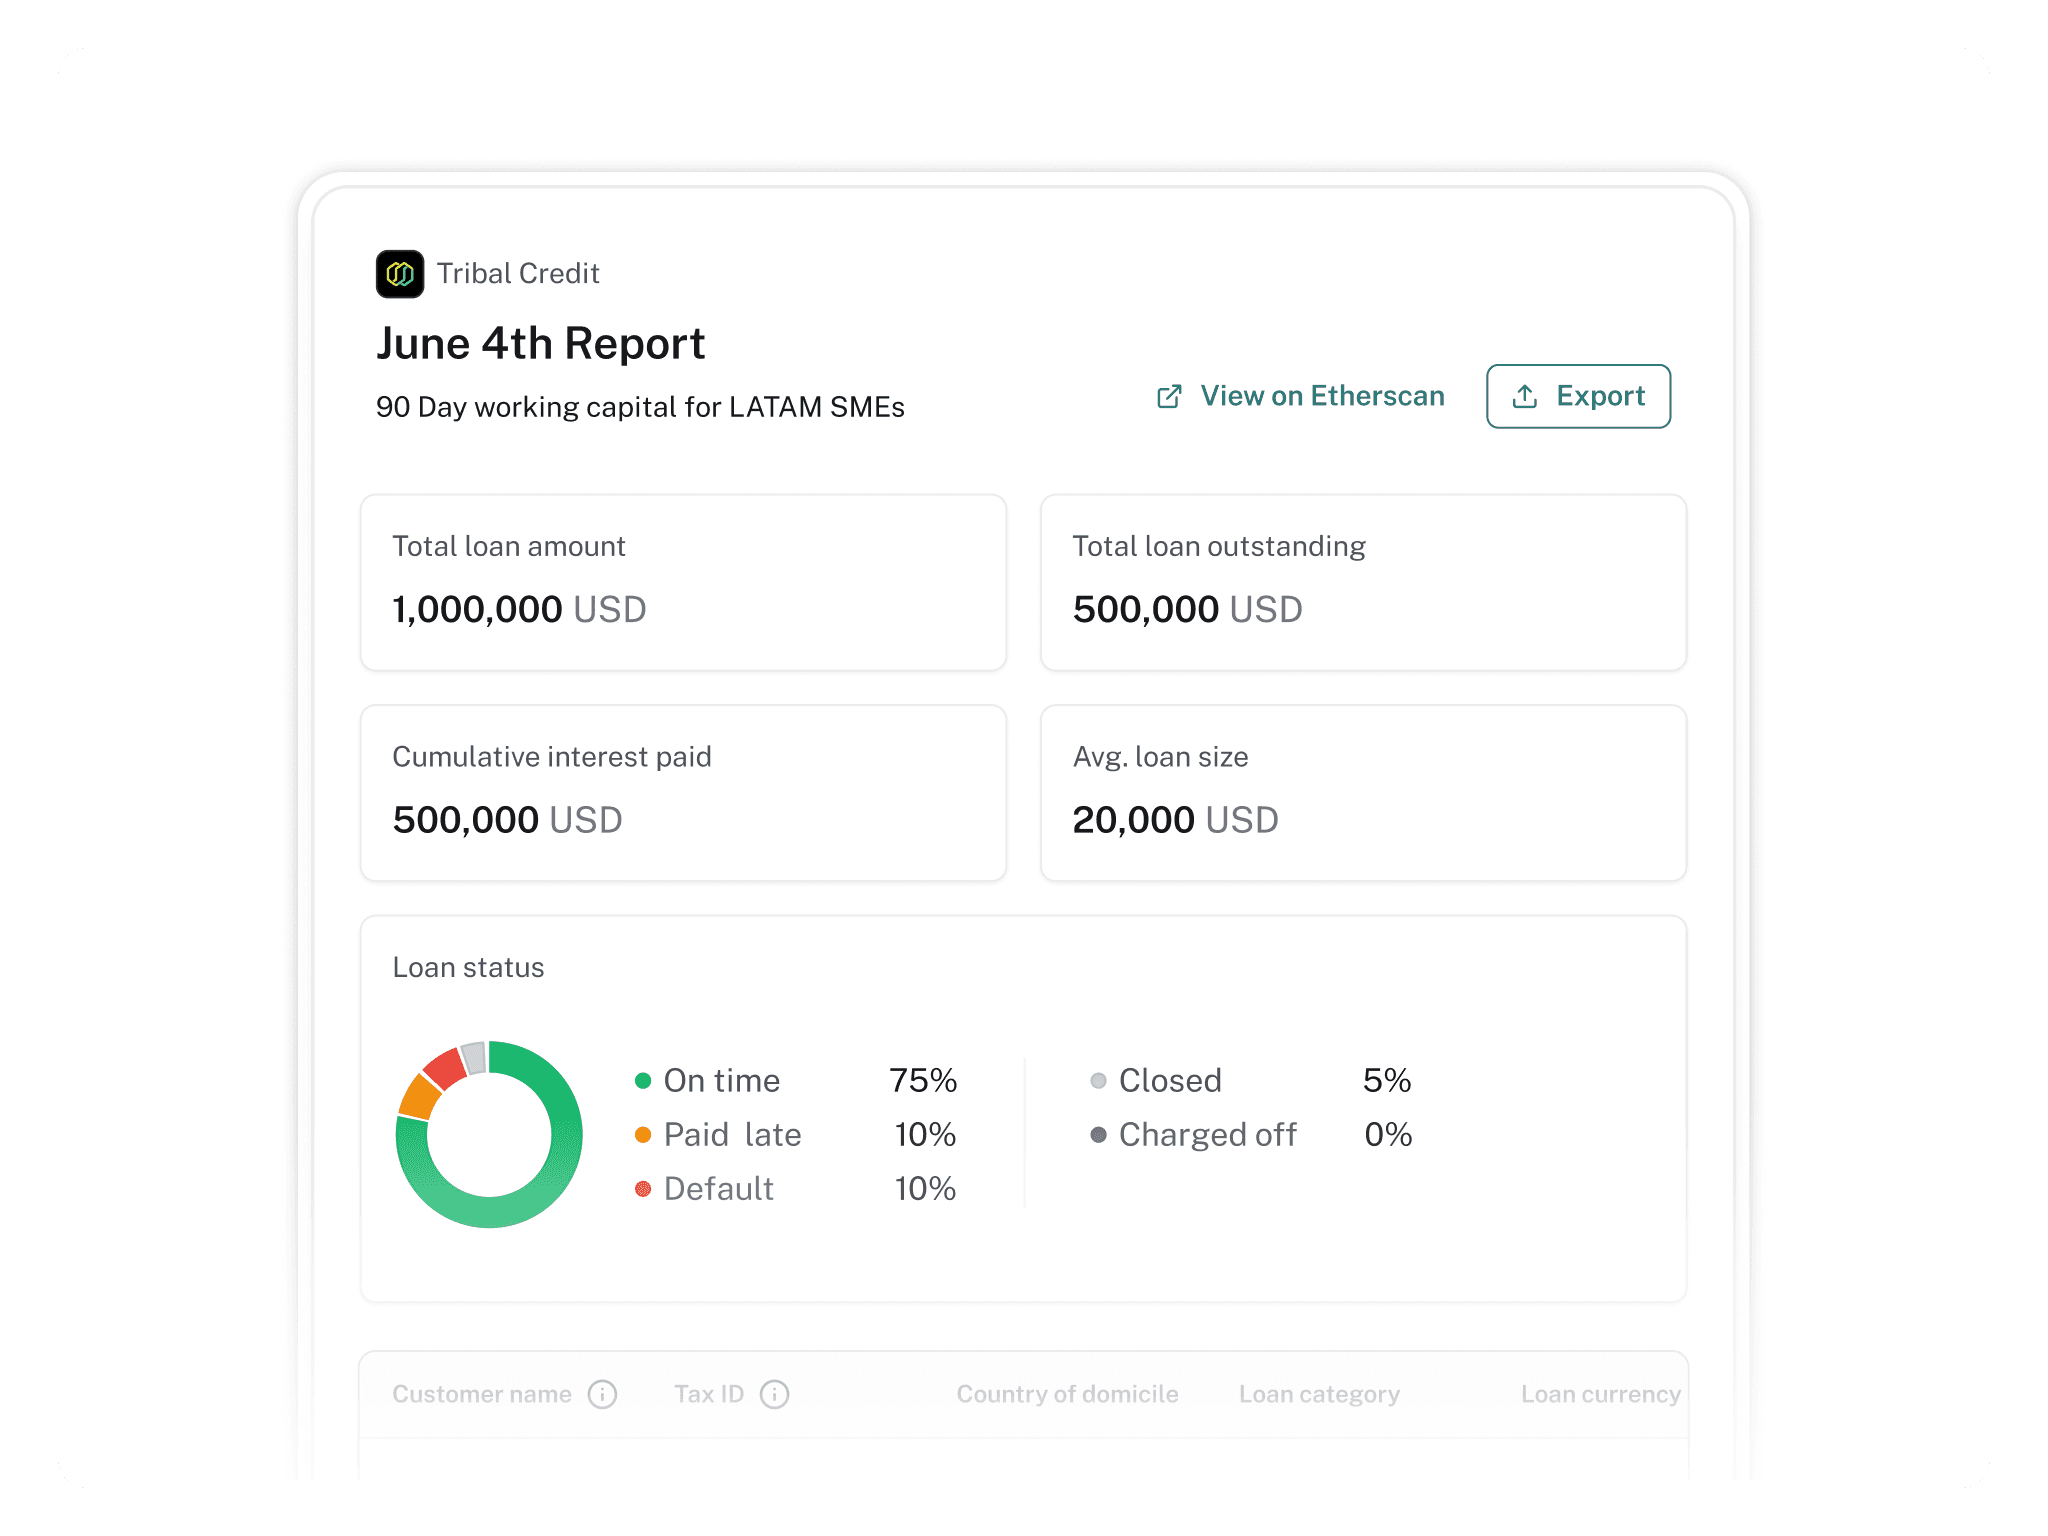 Tribal Credit
June 4th Report
90 Day working capital for LATAM SMEs
View on Etherscan
Export
Total loan amount
1,000,000 USD
Total loan outstanding
500,000 USD
Cumulative interest paid
500,000 USD
Avg. loan size
20,000 USD
Loan status
On time 75%
Paid late 10%
Default 10%
Closed 5%
Charged off 0%
Customer name Tax ID Country of domicile Loan category Loan currency